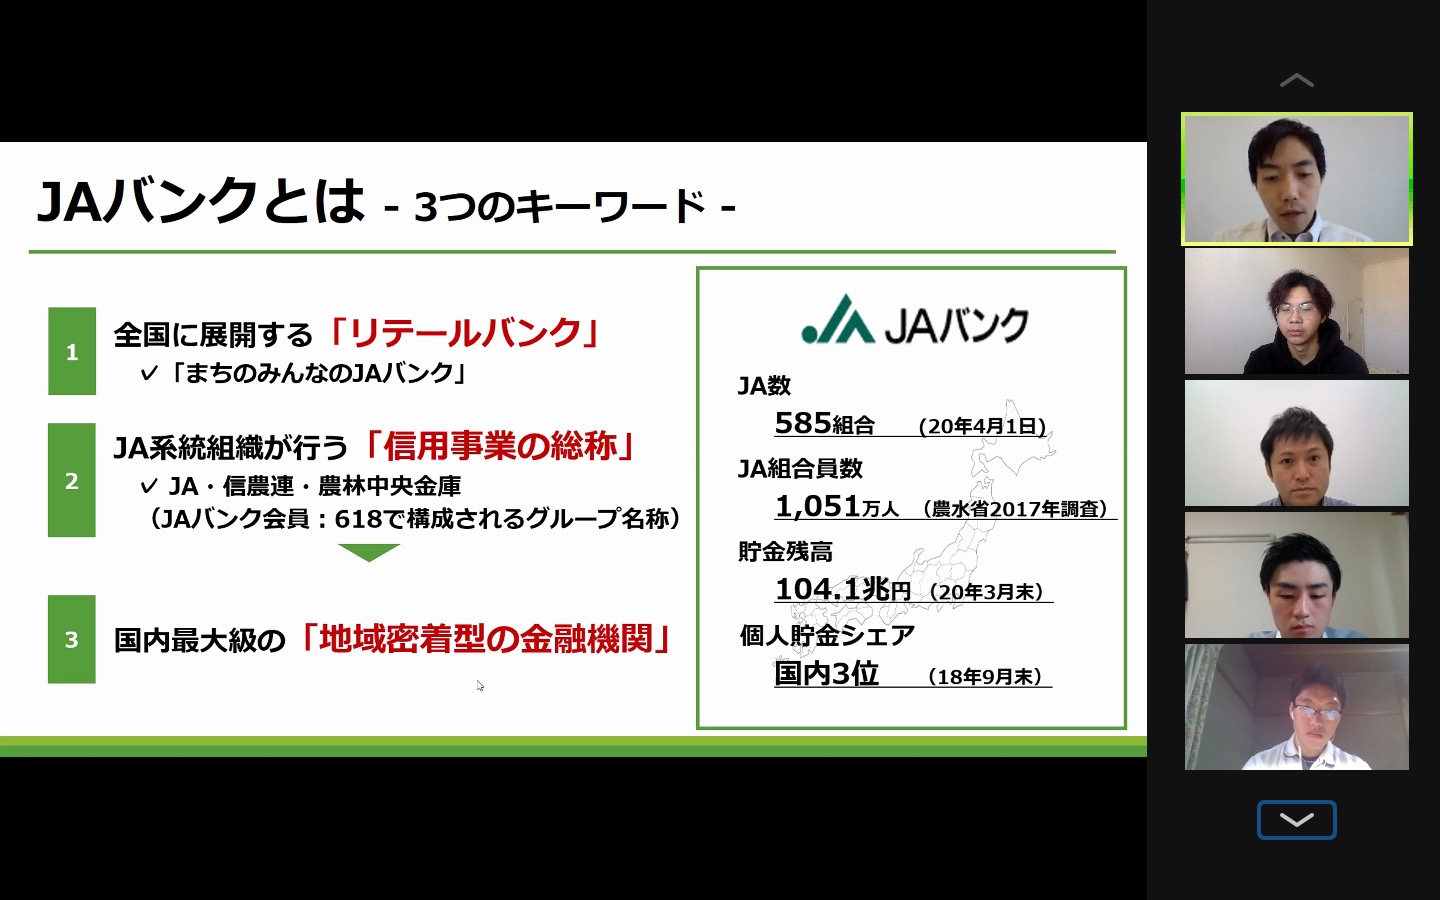 JAバンクとは - 3つのキーワード -
1
全国に展開する「リテールバンク」
✓「まちのみんなのJAバンク」
2
JA系統組織が行う「信用事業の総称」
✓ JA・信農連・農林中央金庫
（JAバンク会員：618で構成されるグループ名称）
3
国内最大級の「地域密着型の金融機関」
JAバンク
JA数
585組合 (20年4月1日)
JA組合員数
1,051万人 （農水省2017年調査）
貯金残高
104.1兆円 （20年3月末）
個人貯金シェア
国内3位 （18年9月末）